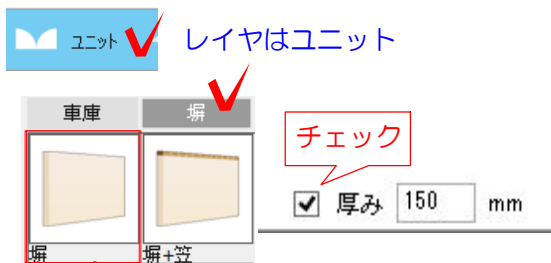 ユニット
レイヤはユニット
車庫
塀
チェック
厚み 150 mm
塀
塀+笠